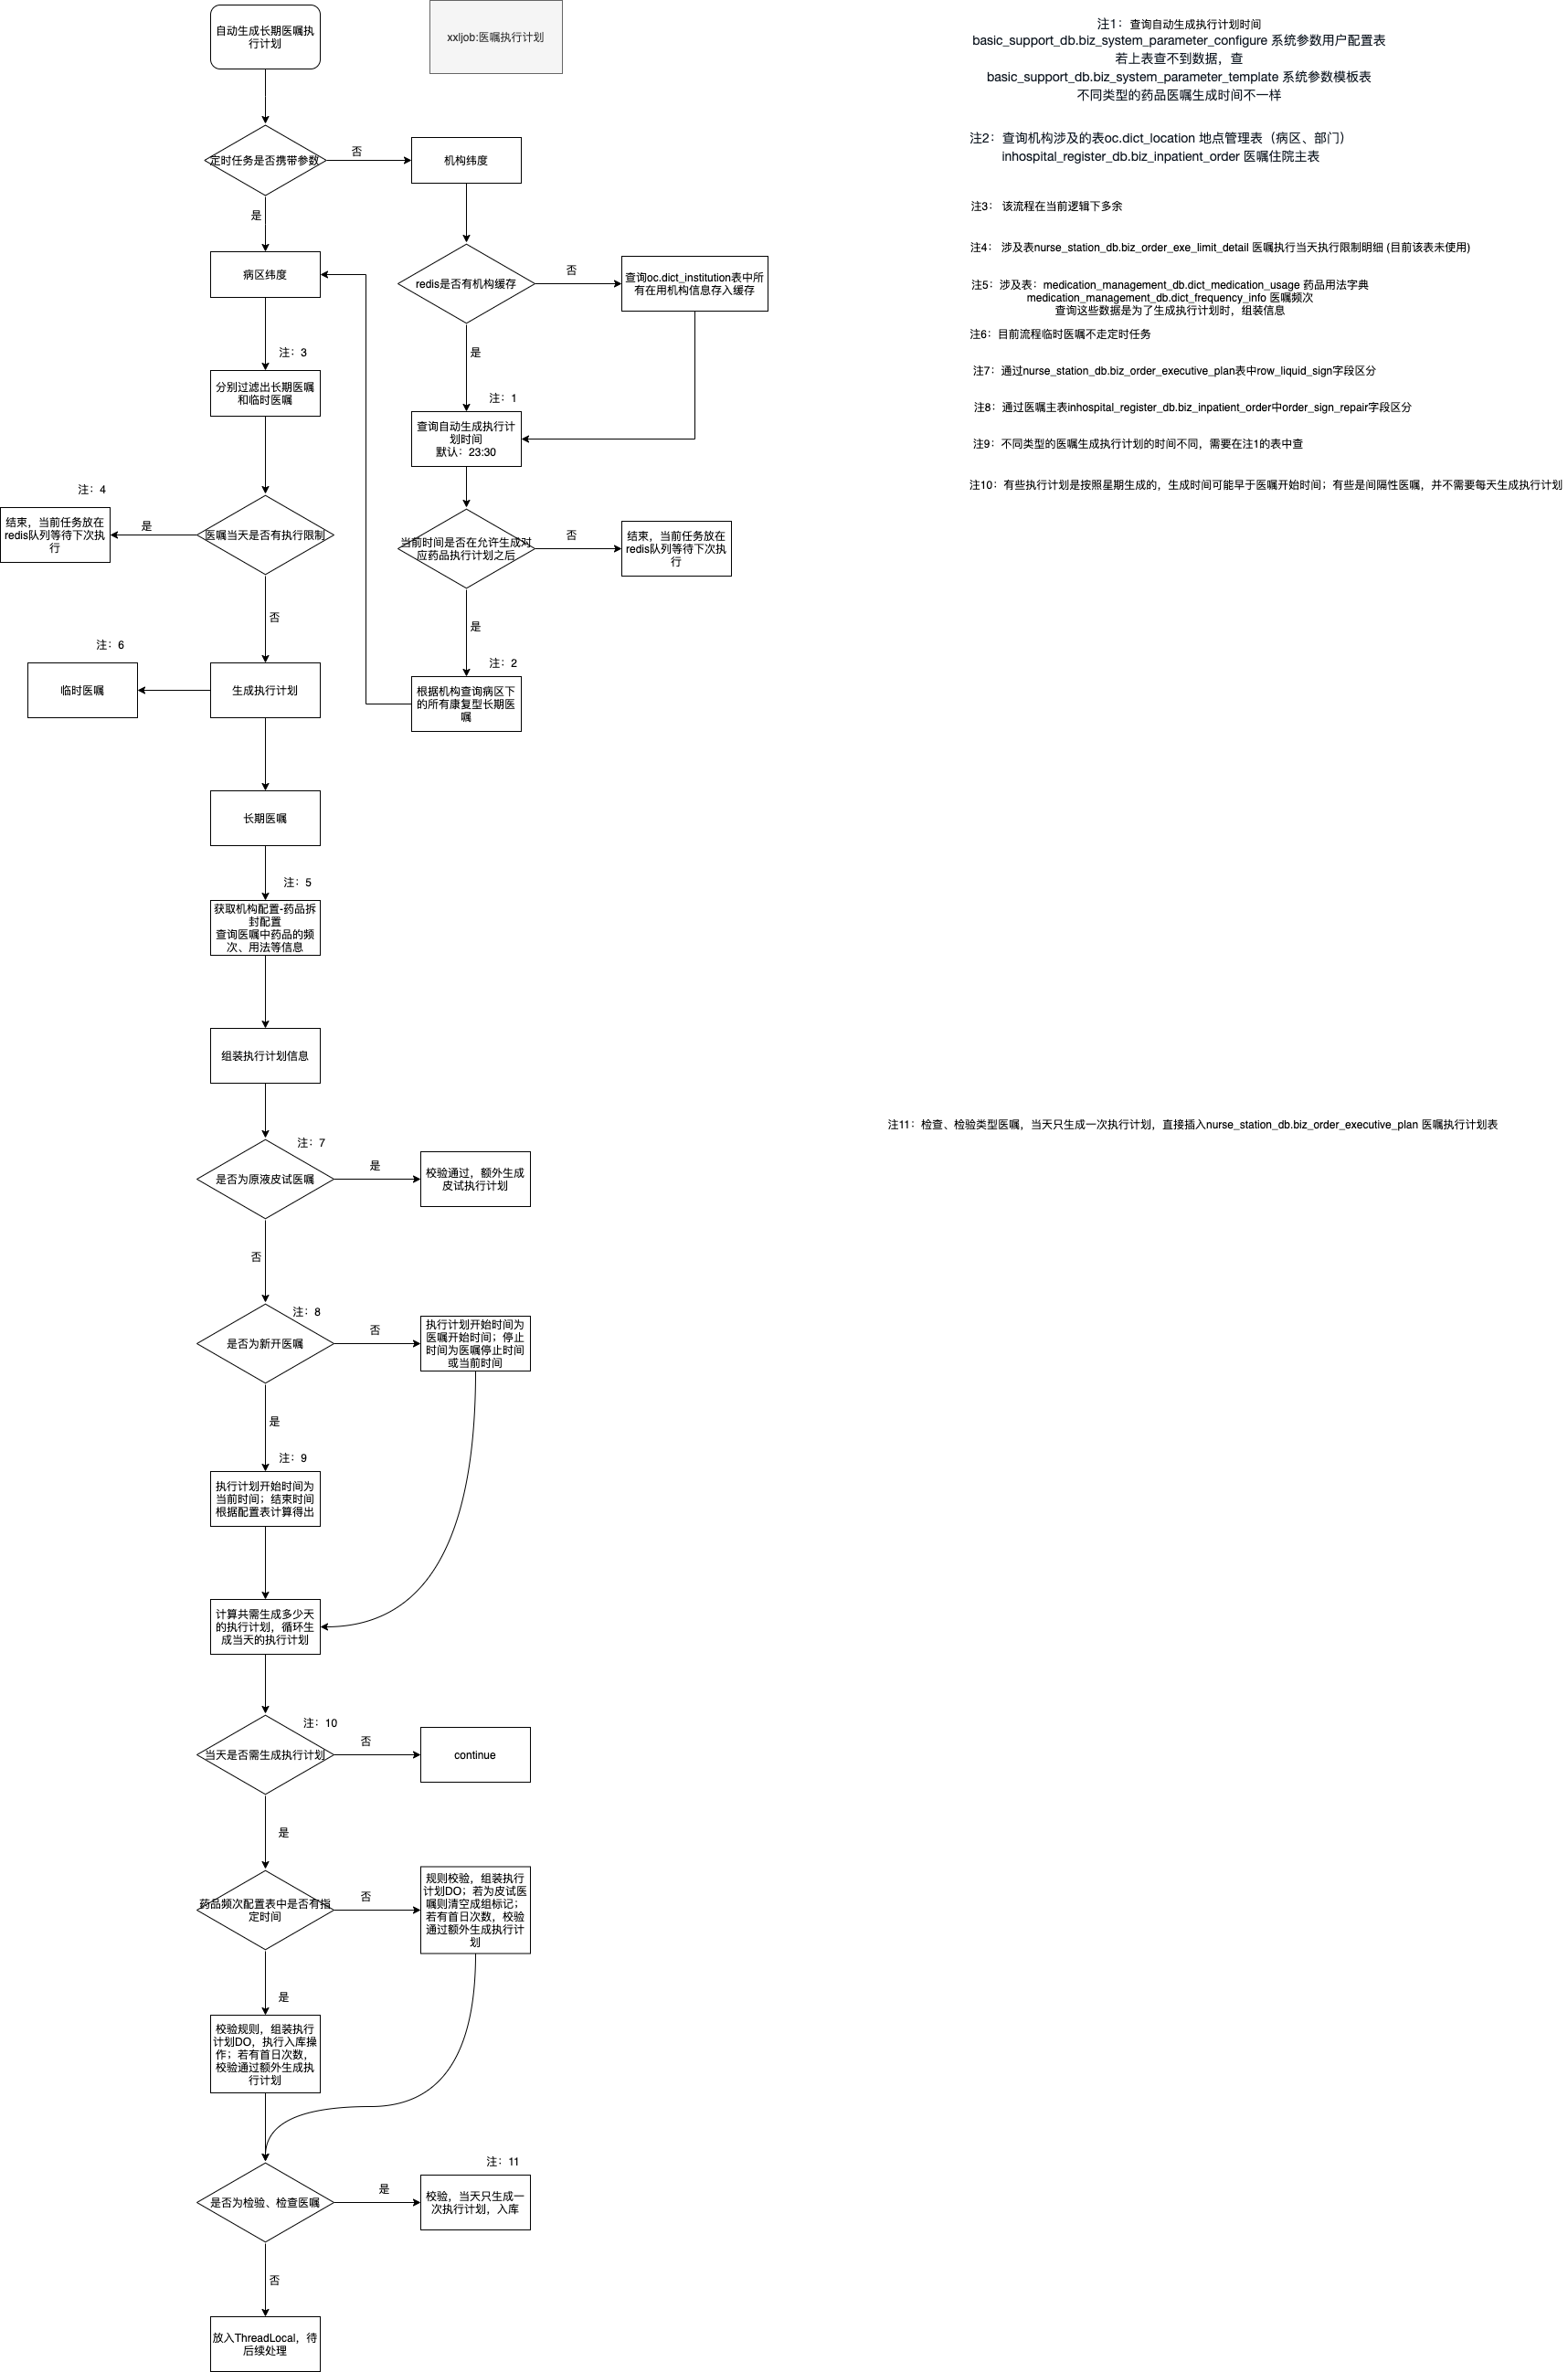 自动生成长期医嘱执
行计划
xxljob:医嘱执行计划
定时任务是否携带参数
否
机构纬度
是
病区纬度
redis是否有机构缓存
否
查询oc.dict_institution表中所
有在用机构信息存入缓存
是
注：3
分别过滤出长期医嘱
和临时医嘱
注：1
查询自动生成执行计
划时间
默认：23:30
注：4
结束，当前任务放在
redis队列等待下次执
行
是
医嘱当天是否有执行限制
当前时间是否在允许生成对
应药品执行计划之后
否
结束，当前任务放在
redis队列等待下次执
行
否
是
注：6
临时医嘱
生成执行计划
注：2
根据机构查询病区下
的所有康复型长期医
嘱
长期医嘱
注：5
获取机构配置-药品拆
封配置
查询医嘱中药品的频
次、用法等信息
组装执行计划信息
注：7
是否为原液皮试医嘱
是
校验通过，额外生成
皮试执行计划
否
注：8
是否为新开医嘱
否
执行计划开始时间为
医嘱开始时间；停止
时间为医嘱停止时间
或当前时间
是
注：9
执行计划开始时间为
当前时间；结束时间
根据配置表计算得出
计算共需生成多少天
的执行计划，循环生
成当天的执行计划
注：10
当天是否需生成执行计划
否
continue
是
药品频次配置表中是否有指
定时间
否
规则校验，组装执行
计划DO；若为皮试医
嘱则清空成组标记；
若有首日次数，校验
通过额外生成执行计
划
是
校验规则，组装执行
计划DO，执行入库操
作；若有首日次数，
校验通过额外生成执
行计划
是否为检验、检查医嘱
是
注：11
校验，当天只生成一
次执行计划，入库
否
放入ThreadLocal，待
后续处理
注1：查询自动生成执行计划时间
basic_support_db.biz_system_parameter_configure 系统参数用户配置表
若上表查不到数据，查
basic_support_db.biz_system_parameter_template 系统参数模板表
不同类型的药品医嘱生成时间不一样
注2：查询机构涉及的表oc.dict_location 地点管理表（病区、部门）
inhospital_register_db.biz_inpatient_order 医嘱住院主表
注3： 该流程在当前逻辑下多余
注4： 涉及表nurse_station_db.biz_order_exe_limit_detail 医嘱执行当天执行限制明细 (目前该表未使用)
注5：涉及表：medication_management_db.dict_medication_usage 药品用法字典
medication_management_db.dict_frequency_info 医嘱频次
查询这些数据是为了生成执行计划时，组装信息
注6：目前流程临时医嘱不走定时任务
注7：通过nurse_station_db.biz_order_executive_plan表中row_liquid_sign字段区分
注8：通过医嘱主表inhospital_register_db.biz_inpatient_order中order_sign_repair字段区分
注9：不同类型的医嘱生成执行计划的时间不同，需要在注1的表中查
注10：有些执行计划是按照星期生成的，生成时间可能早于医嘱开始时间；有些是间隔性医嘱，并不需要每天生成执行计划
注11：检查、检验类型医嘱，当天只生成一次执行计划，直接插入nurse_station_db.biz_order_executive_plan 医嘱执行计划表